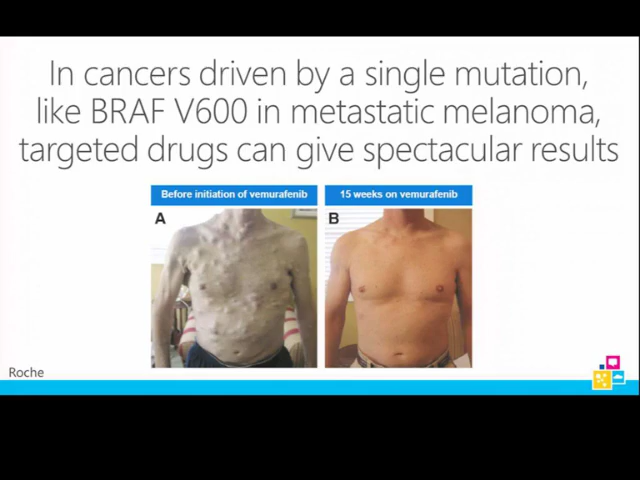 In cancers driven by a single mutation,
like BRAF V600 in metastatic melanoma,
targeted drugs can give spectacular results
Before initiation of vemurafenib
15 weeks on vemurafenib
A
B
Roche